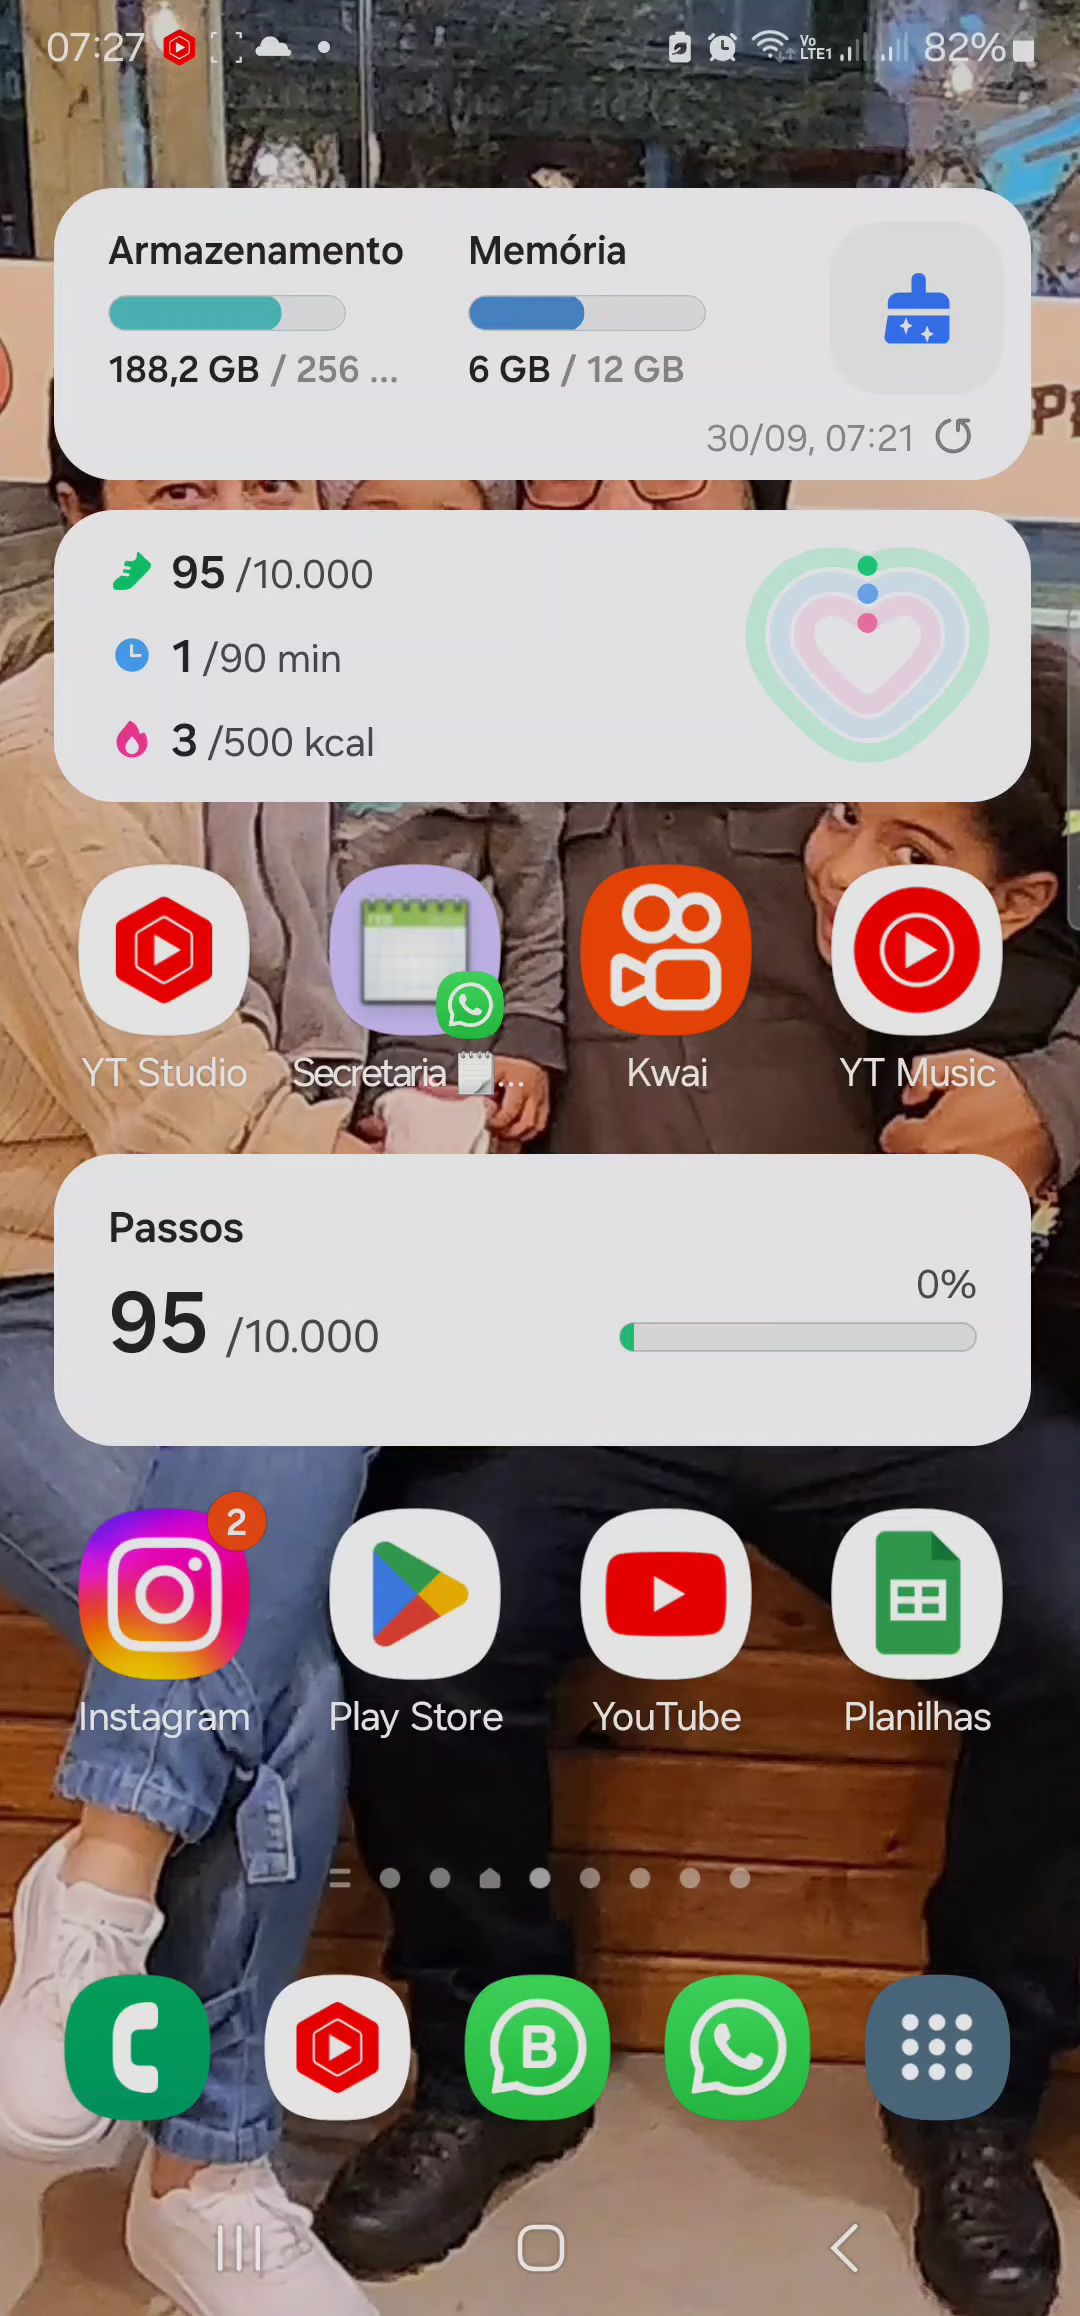 07:27 Vo LTE1 82%
Armazenamento Memória
188,2 GB / 256 ... 6 GB / 12 GB
30/09, 07:21
95 /10.000
1 /90 min
3 /500 kcal
YT Studio Secretaria ... Kwai YT Music
Passos
0%
95 /10.000
2
Instagram Play Store YouTube Planilhas
B